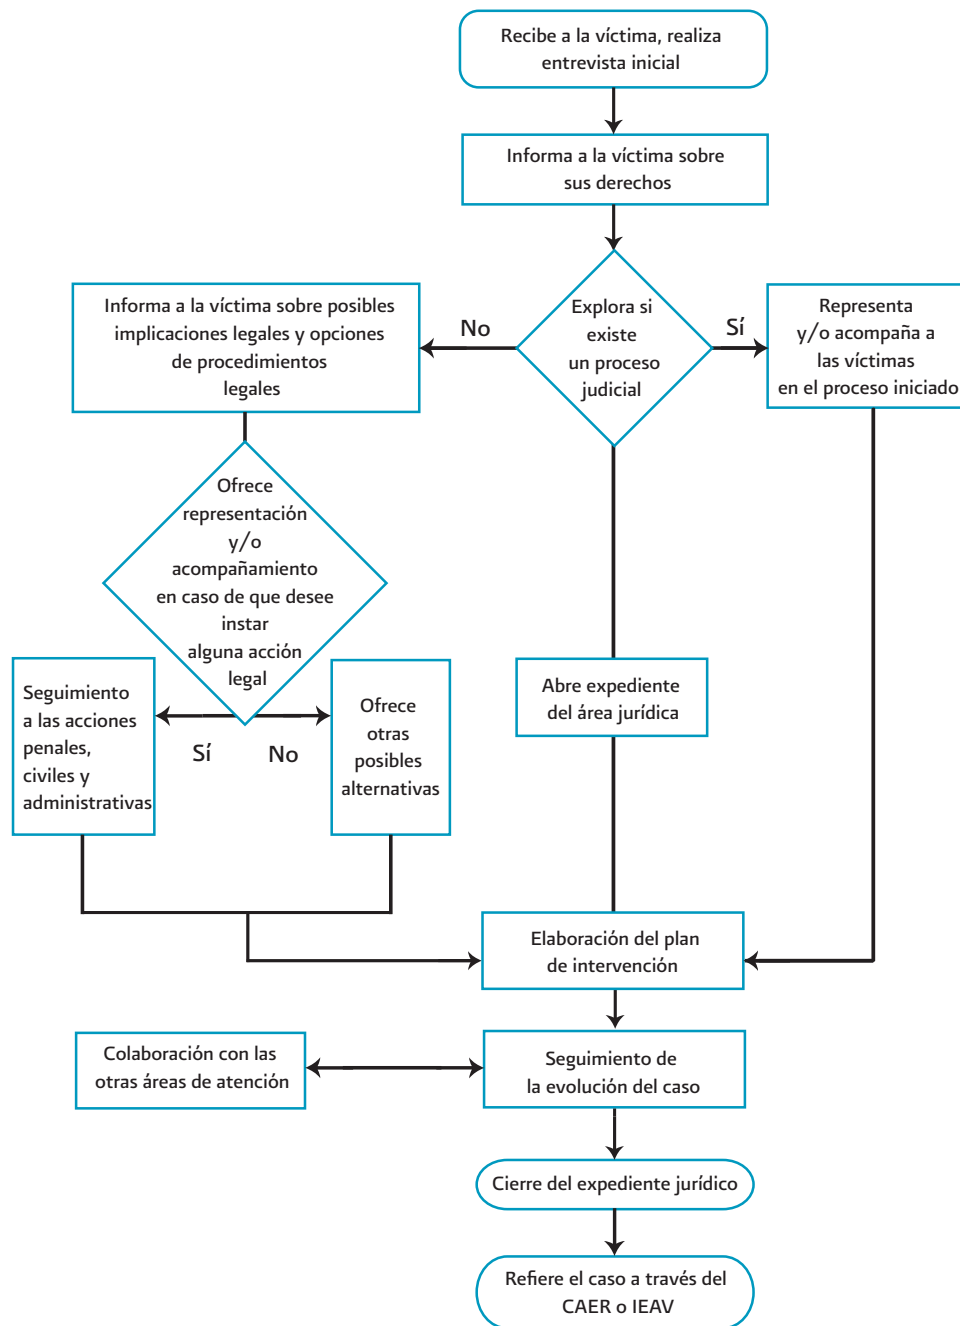 Recibe a la víctima, realiza
entrevista inicial
Informa a la víctima sobre
sus derechos
Explora si
existe
un proceso
judicial
No
Sí
Informa a la víctima sobre posibles
implicaciones legales y opciones
de procedimientos
legales
Representa
y/o acompaña a
las víctimas
en el proceso iniciado
Ofrece
representación
y/o
acompañamiento
en caso de que desee
instar
alguna acción
legal
Sí
No
Seguimiento
a las acciones
penales,
civiles y
administrativas
Ofrece
otras
posibles
alternativas
Abre expediente
del área jurídica
Elaboración del plan
de intervención
Colaboración con las
otras áreas de atención
Seguimiento de
la evolución del caso
Cierre del expediente jurídico
Refiere el caso a través del
CAER o IEAV